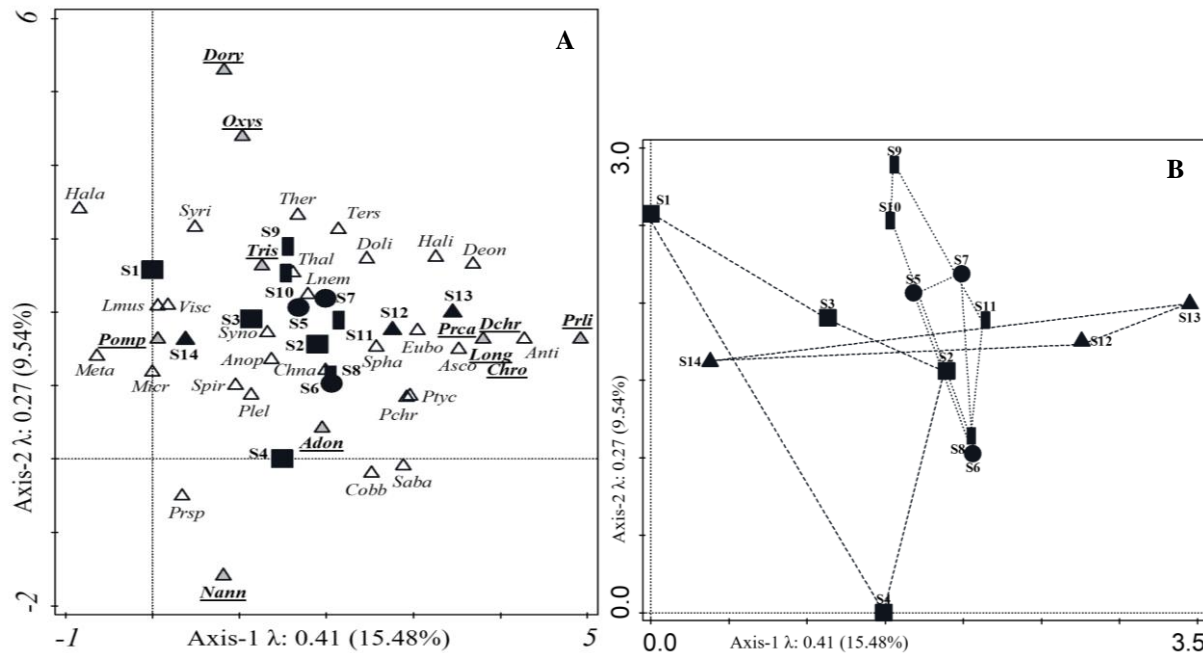 6
A
Dory
Oxys
Hala
Ther
Syri
Ters
S9
Tris
Doli
Hali
Deon
Thal
S1
Lnem
S10
S7
S13
Lmus
Visc
S12
S5
S3
Prca
Dchr
Prli
Pomp
Syno
S11
Eubo
S14
S2
Long
Anti
Meta
Anop
Spha
Asco
Micr
Chna
S8
Chro
Spir
S6
Plel
Pchr
Ptyc
Adon
S4
Cobb
Saba
Prsp
Nann
-2
-1
5
Axis-1 λ: 0.41 (15.48%)
Axis-2 λ: 0.27 (9.54%)
3.0
B
S9
S1
S10
S7
S5
S3
S11
S13
S12
S14
S2
S8
S6
S4
0.0
0.0
3.5
Axis-1 λ: 0.41 (15.48%)
Axis-2 λ: 0.27 (9.54%)